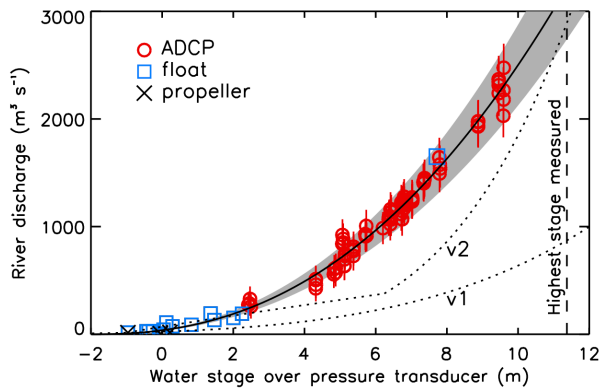 3000
2000
1000
0
River discharge (m³ s⁻¹)
ADCP
float
propeller
v2
v1
Highest stage measured
−2 0 2 4 6 8 10 12
Water stage over pressure transducer (m)